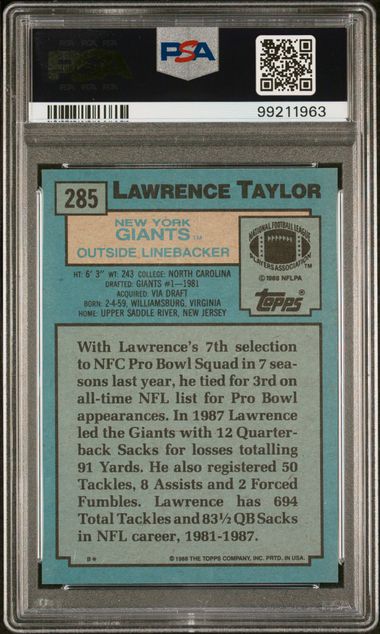 PSA
PSA
99211963
285
LAWRENCE TAYLOR
NEW YORK
GIANTS™
OUTSIDE LINEBACKER
NATIONAL FOOTBALL LEAGUE
PLAYERS ASSOCIATION
™
© 1988 NFLPA
topps
HT: 6' 3" WT: 243 COLLEGE: NORTH CAROLINA
DRAFTED: GIANTS #1—1981
ACQUIRED: VIA DRAFT
BORN: 2-4-59, WILLIAMSBURG, VIRGINIA
HOME: UPPER SADDLE RIVER, NEW JERSEY
With Lawrence's 7th selection
to NFC Pro Bowl Squad in 7 sea-
sons last year, he tied for 3rd on
all-time NFL list for Pro Bowl
appearances. In 1987 Lawrence
led the Giants with 12 Quarter-
back Sacks for losses totalling
91 Yards. He also registered 50
Tackles, 8 Assists and 2 Forced
Fumbles. Lawrence has 694
Total Tackles and 83½ QB Sacks
in NFL career, 1981-1987.
B*
© 1988 THE TOPPS COMPANY, INC. PRTD. IN U.S.A.